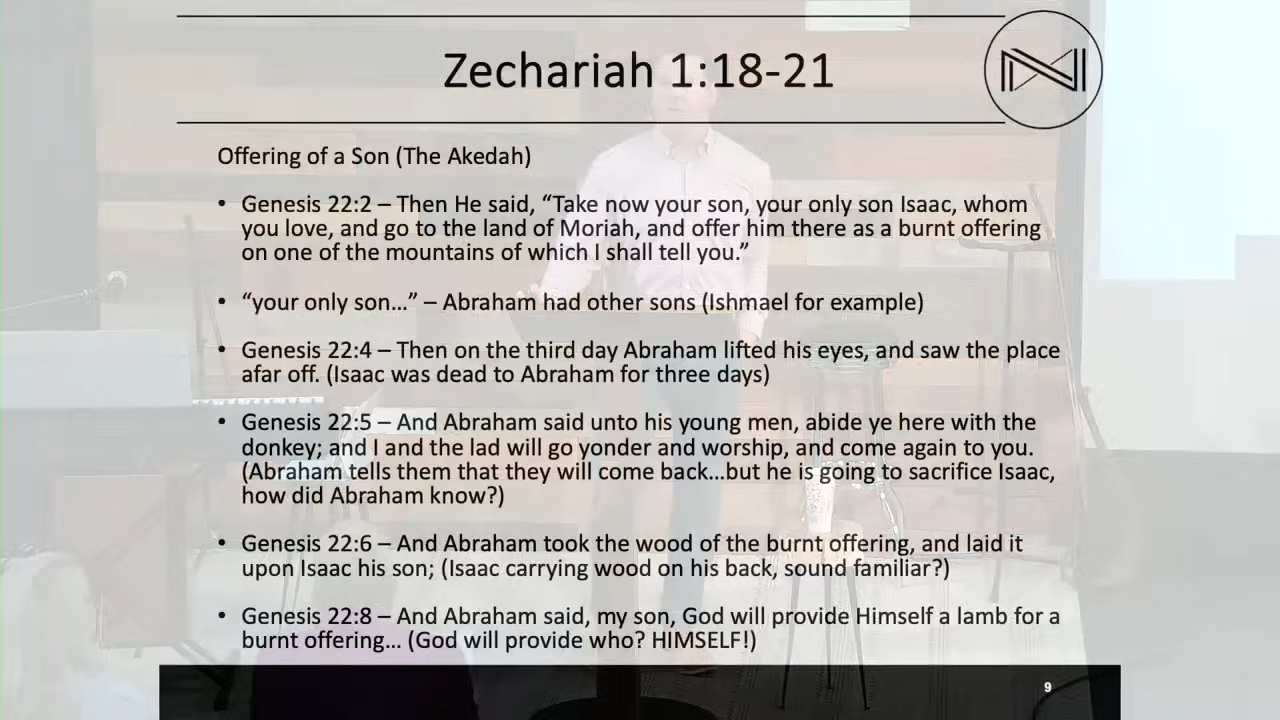 Zechariah 1:18-21
Offering of a Son (The Akedah)
• Genesis 22:2 – Then He said, “Take now your son, your only son Isaac, whom
you love, and go to the land of Moriah, and offer him there as a burnt offering
on one of the mountains of which I shall tell you.”
• “your only son…” – Abraham had other sons (Ishmael for example)
• Genesis 22:4 – Then on the third day Abraham lifted his eyes, and saw the place
afar off. (Isaac was dead to Abraham for three days)
• Genesis 22:5 – And Abraham said unto his young men, abide ye here with the
donkey; and I and the lad will go yonder and worship, and come again to you.
(Abraham tells them that they will come back…but he is going to sacrifice Isaac,
how did Abraham know?)
• Genesis 22:6 – And Abraham took the wood of the burnt offering, and laid it
upon Isaac his son; (Isaac carrying wood on his back, sound familiar?)
• Genesis 22:8 – And Abraham said, my son, God will provide Himself a lamb for a
burnt offering… (God will provide who? HIMSELF!)
9